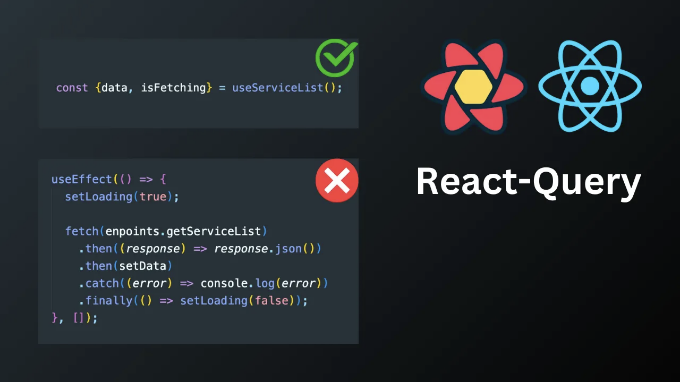 const {data, isFetching} = useServiceList();
useEffect(() => {
setLoading(true);
fetch(enpoints.getServiceList)
.then((response) => response.json())
.then(setData)
.catch((error) => console.log(error))
.finally(() => setLoading(false));
}, []);
React-Query